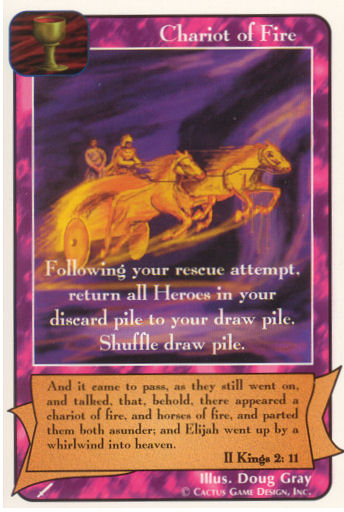 Chariot of Fire
Following your rescue attempt,
return all Heroes in your
discard pile to your draw pile.
Shuffle draw pile.
And it came to pass, as they still went on,
and talked, that, behold, there appeared a
chariot of fire, and horses of fire, and parted
them both asunder; and Elijah went up by a
whirlwind into heaven.
II Kings 2: 11
Illus. Doug Gray
© Cactus Game Design, Inc.